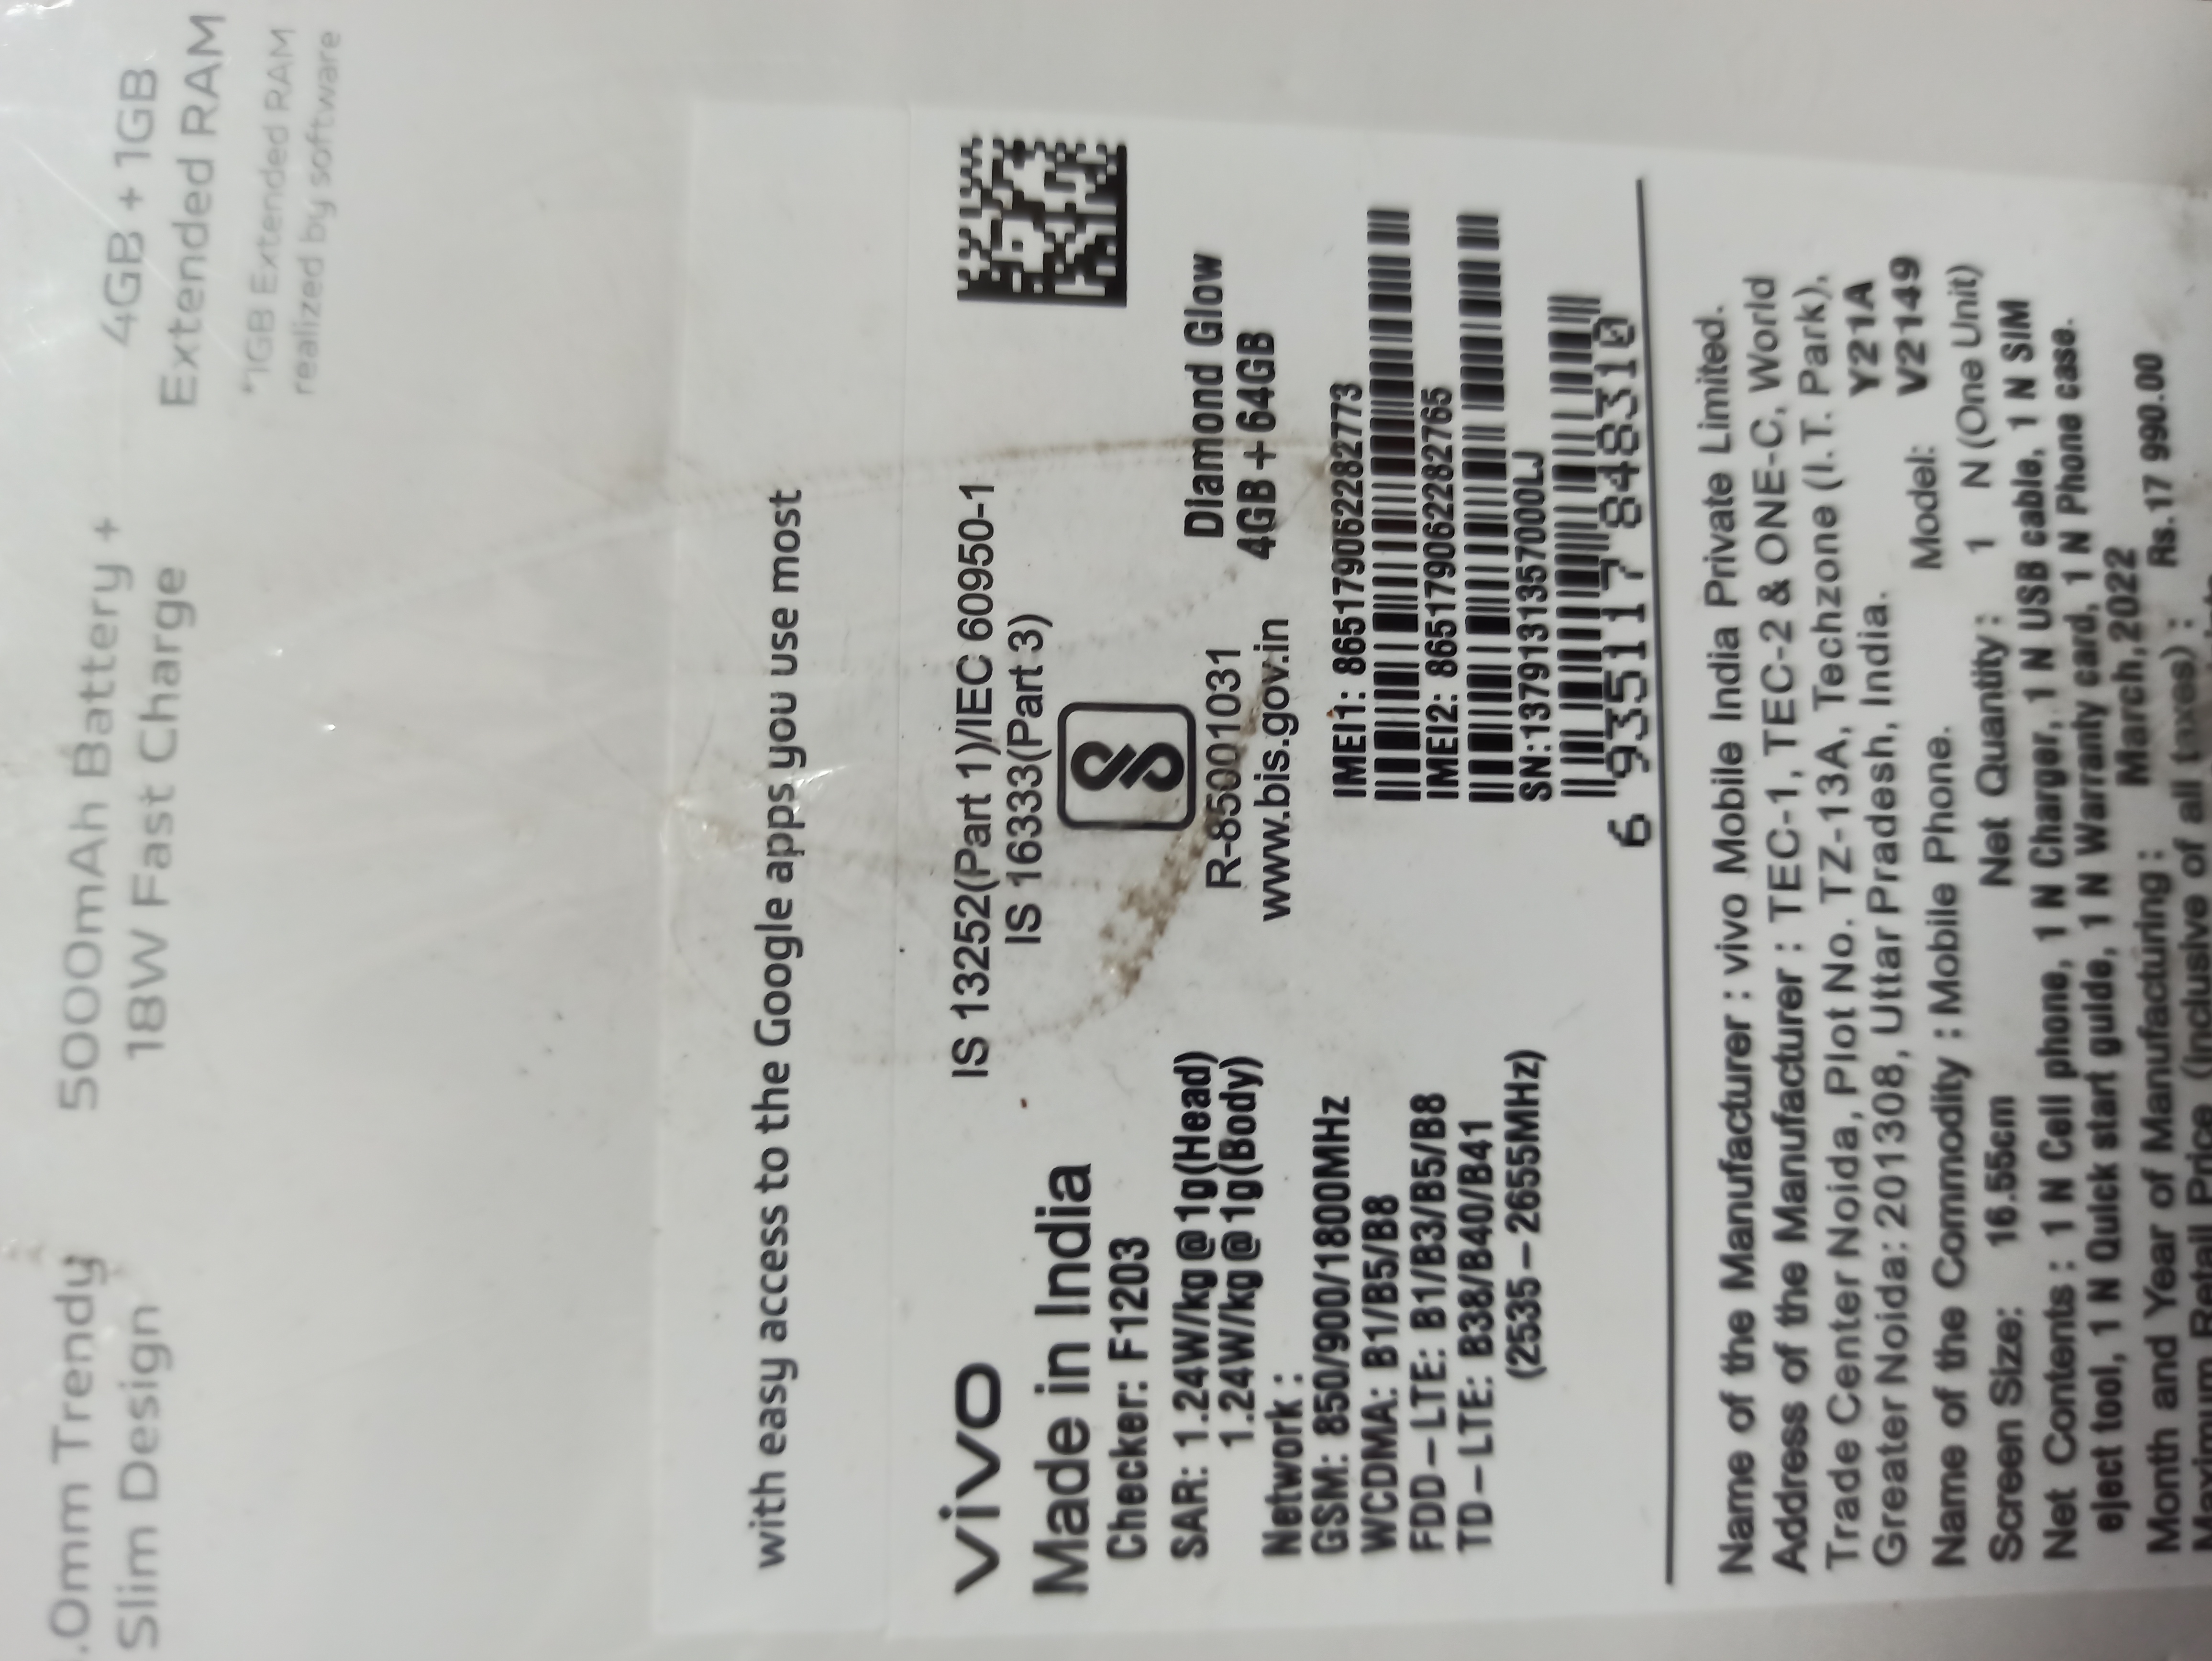 .0mm Trendy
Slim Design
5000mAh Battery +
18W Fast Charge
4GB + 1GB
Extended RAM
*1GB Extended RAM
realized by software
with easy access to the Google apps you use most
vivo
Made in India
Checker: F1203
SAR: 1.24W/kg@1g(Head)
1.24W/kg@1g(Body)
Network :
GSM: 850/900/1800MHz
WCDMA: B1/B5/B8
FDD-LTE: B1/B3/B5/B8
TD-LTE: B38/B40/B41
(2535-2655MHz)
IS 13252(Part 1)/IEC 60950-1
IS 16333(Part 3)
R-85001031
www.bis.gov.in
Diamond Glow
4GB+64GB
IMEI1: 865179062282773
IMEI2: 865179062282765
SN:1379131357000LJ
6 935117 848310
Name of the Manufacturer : vivo Mobile India Private Limited.
Address of the Manufacturer : TEC-1, TEC-2 & ONE-C, World
Trade Center Noida, Plot No. TZ-13A, Techzone (I.T. Park),
Greater Noida: 201308, Uttar Pradesh, India.
Y21A
Name of the Commodity : Mobile Phone. Model: V2149
Screen Size: 16.55cm Net Quantity : 1 N (One Unit)
Net Contents : 1 N Cell phone, 1 N Charger, 1 N USB cable, 1 N SIM
eject tool, 1 N Quick start guide, 1 N Warranty card, 1 N Phone case.
Month and Year of Manufacturing : March,2022
Maximum Retail Price (inclusive of all taxes) : Rs.17 990.00